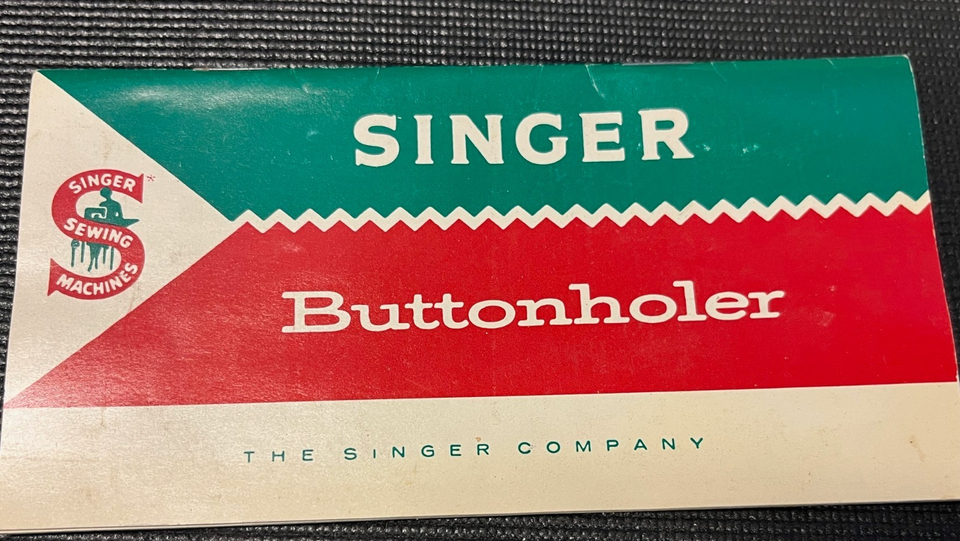 SINGER
SINGER*
SEWING
MACHINES
Buttonholer
THE SINGER COMPANY